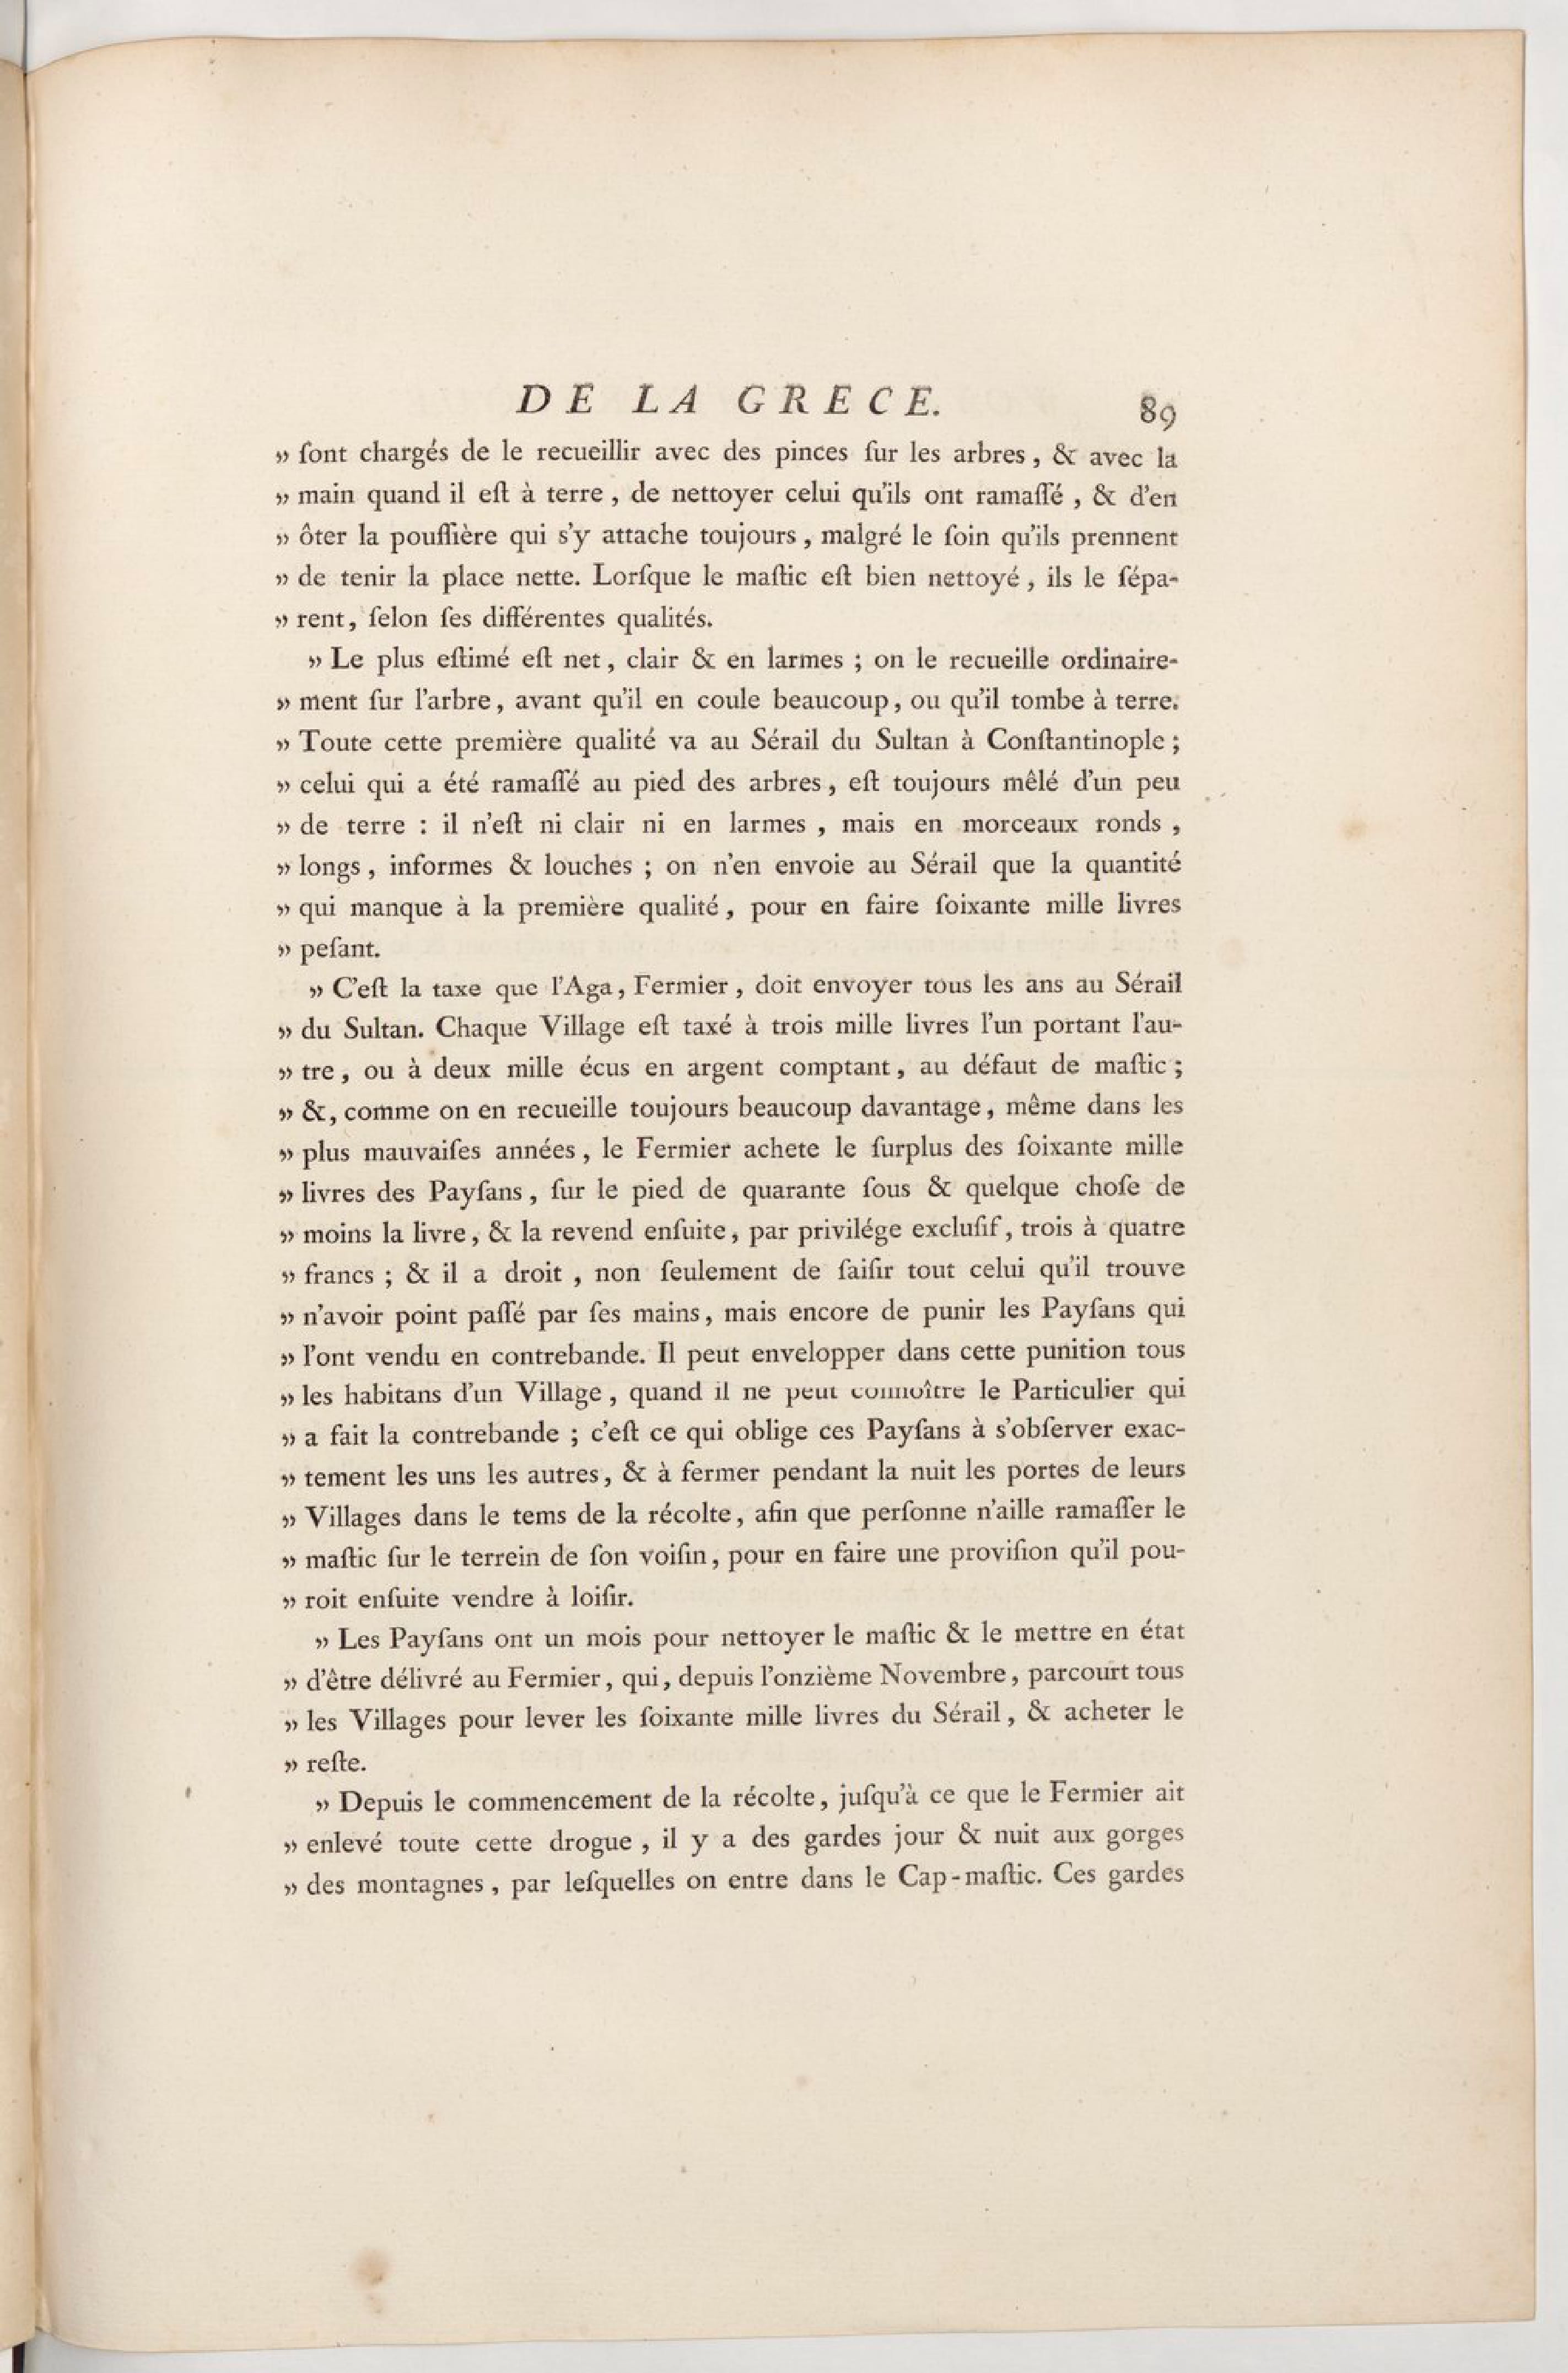 DE LA GRECE. 89
» ſont chargés de le recueillir avec des pinces ſur les arbres, & avec la
» main quand il eſt à terre, de nettoyer celui qu'ils ont ramaſſé, & d'en
» ôter la pouſſière qui s'y attache toujours, malgré le ſoin qu'ils prennent
» de tenir la place nette. Lorſque le maſtic eſt bien nettoyé, ils le ſépa-
» rent, ſelon ſes différentes qualités.
» Le plus eſtimé eſt net, clair & en larmes ; on le recueille ordinaire-
» ment ſur l'arbre, avant qu'il en coule beaucoup, ou qu'il tombe à terre.
» Toute cette première qualité va au Sérail du Sultan à Conſtantinople ;
» celui qui a été ramaſſé au pied des arbres, eſt toujours mêlé d'un peu
» de terre : il n'eſt ni clair ni en larmes, mais en morceaux ronds,
» longs, informes & louches ; on n'en envoie au Sérail que la quantité
» qui manque à la première qualité, pour en faire ſoixante mille livres
» peſant.
» C'eſt la taxe que l'Aga, Fermier, doit envoyer tous les ans au Sérail
» du Sultan. Chaque Village eſt taxé à trois mille livres l'un portant l'au-
» tre, ou à deux mille écus en argent comptant, au défaut de maſtic ;
» &, comme on en recueille toujours beaucoup davantage, même dans les
» plus mauvaiſes années, le Fermier achete le ſurplus des ſoixante mille
» livres des Payſans, ſur le pied de quarante ſous & quelque choſe de
» moins la livre, & la revend enſuite, par privilége excluſif, trois à quatre
» francs ; & il a droit, non ſeulement de ſaiſir tout celui qu'il trouve
» n'avoir point paſſé par ſes mains, mais encore de punir les Payſans qui
» l'ont vendu en contrebande. Il peut envelopper dans cette punition tous
» les habitans d'un Village, quand il ne peut connoître le Particulier qui
» a fait la contrebande ; c'eſt ce qui oblige ces Payſans à s'obſerver exac-
» tement les uns les autres, & à fermer pendant la nuit les portes de leurs
» Villages dans le tems de la récolte, afin que perſonne n'aille ramaſſer le
» maſtic ſur le terrein de ſon voiſin, pour en faire une proviſion qu'il pou-
» roit enſuite vendre à loiſir.
» Les Payſans ont un mois pour nettoyer le maſtic & le mettre en état
» d'être délivré au Fermier, qui, depuis l'onzième Novembre, parcourt tous
» les Villages pour lever les ſoixante mille livres du Sérail, & acheter le
» reſte.
» Depuis le commencement de la récolte, juſqu'à ce que le Fermier ait
» enlevé toute cette drogue, il y a des gardes jour & nuit aux gorges
» des montagnes, par leſquelles on entre dans le Cap-maſtic. Ces gardes